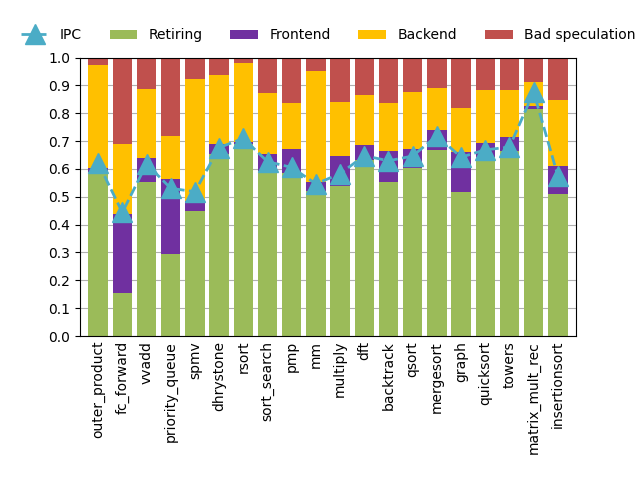 IPC Retiring Frontend Backend Bad speculation
1.0
0.9
0.8
0.7
0.6
0.5
0.4
0.3
0.2
0.1
0.0
outer_product
fc_forward
vvadd
priority_queue
spmv
dhrystone
rsort
sort_search
pmp
mm
multiply
dft
backtrack
qsort
mergesort
graph
quicksort
towers
matrix_mult_rec
insertionsort